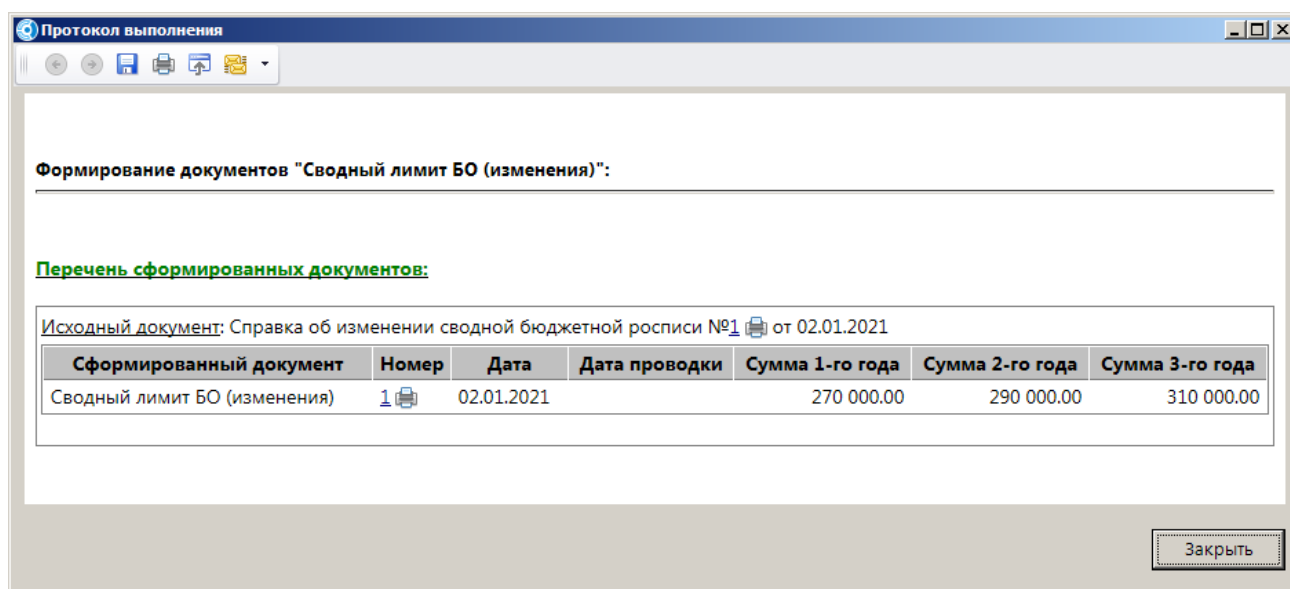 Протокол выполнения
Формирование документов "Сводный лимит БО (изменения)":
Перечень сформированных документов:
Исходный документ: Справка об изменении сводной бюджетной росписи №1 от 02.01.2021
Сформированный документ Номер Дата Дата проводки Сумма 1-го года Сумма 2-го года Сумма 3-го года
Сводный лимит БО (изменения) 1 02.01.2021 270 000.00 290 000.00 310 000.00
Закрыть